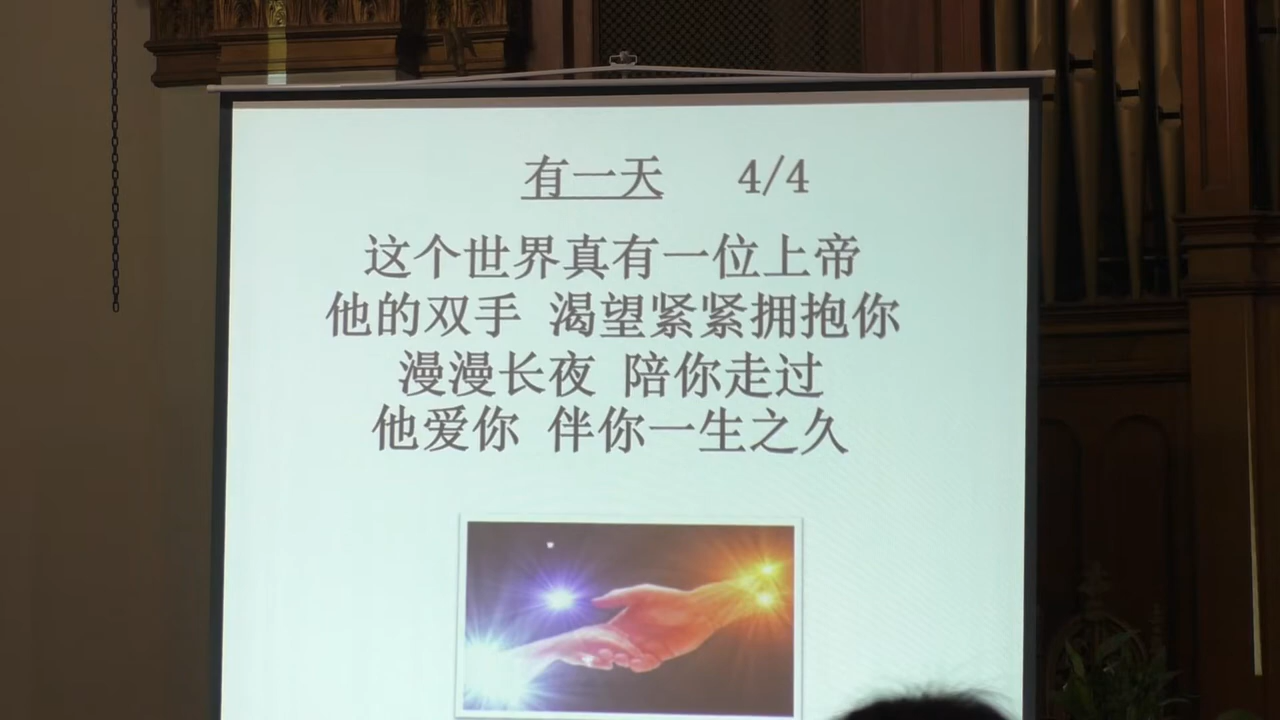 有一天 4/4
这个世界真有一位上帝
他的双手 渴望紧紧拥抱你
漫漫长夜 陪你走过
他爱你 伴你一生之久